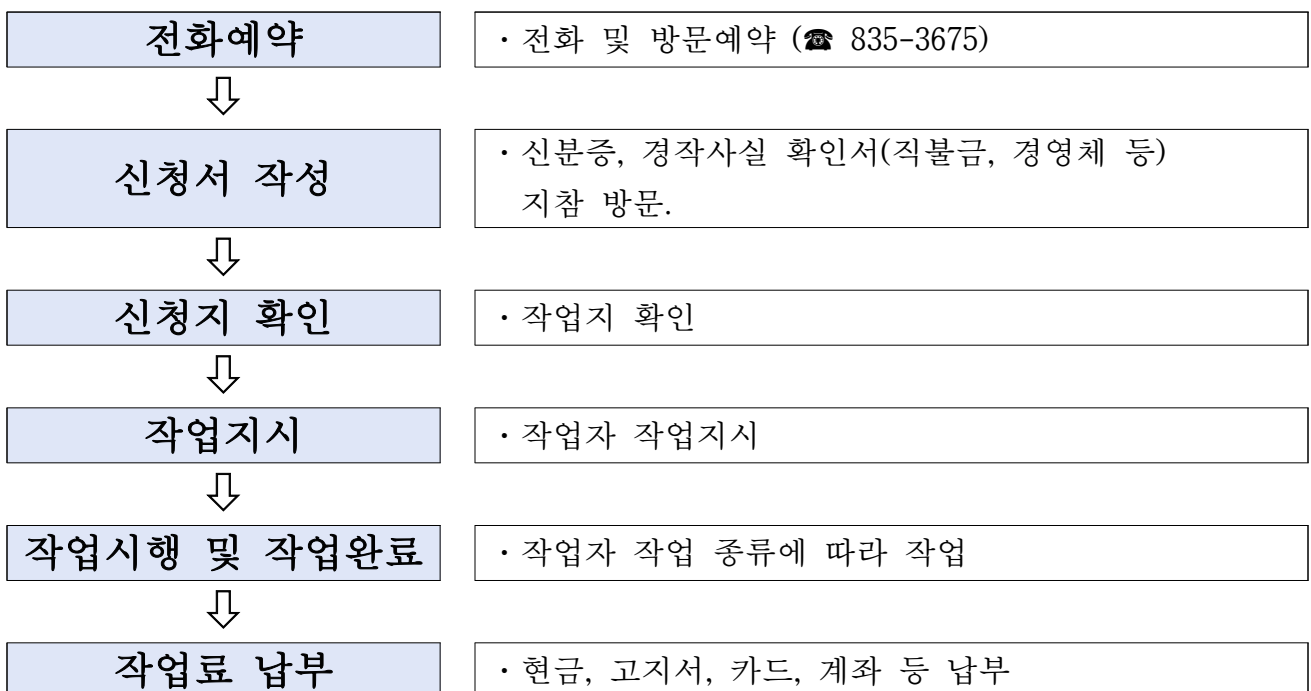 전화예약
· 전화 및 방문예약 (☎ 835-3675)
신청서 작성
· 신분증, 경작사실 확인서(직불금, 경영체 등)
지참 방문.
신청지 확인
· 작업지 확인
작업지시
· 작업자 작업지시
작업시행 및 작업완료
· 작업자 작업 종류에 따라 작업
작업료 납부
· 현금, 고지서, 카드, 계좌 등 납부